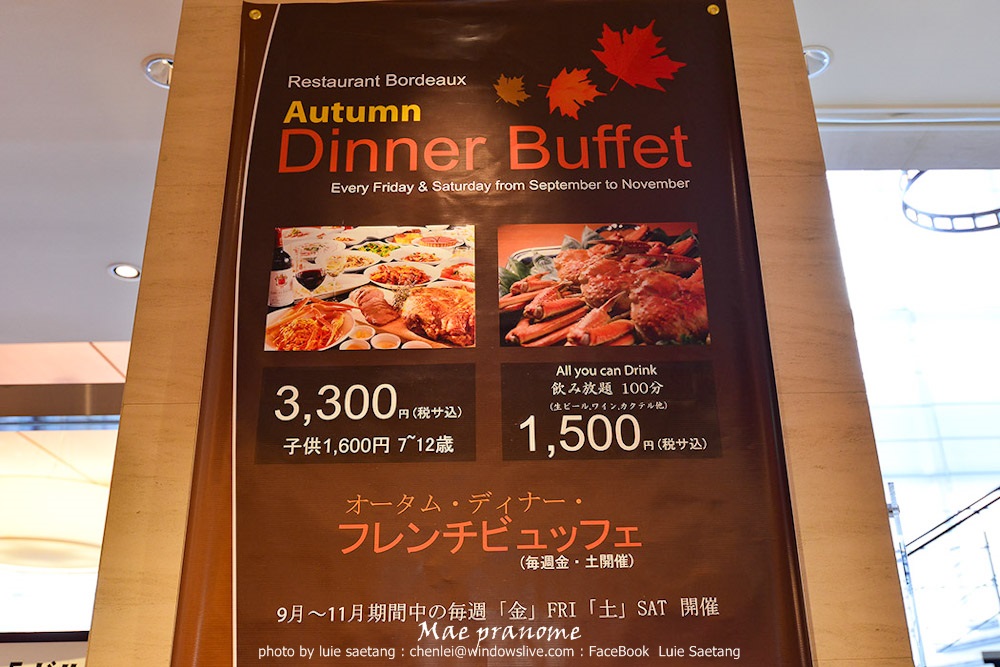 Restaurant Bordeaux
Autumn
Dinner Buffet
Every Friday & Saturday from September to November
3,300円(税サ込)
子供1,600円 7~12歳
All you can Drink
飲み放題 100分
(生ビール,ワイン,カクテル他)
1,500円(税サ込)
オータム・ディナー・
フレンチビュッフェ
(毎週金・土開催)
9月～11月期間中の毎週「金」FRI「土」SAT 開催
Mae pranome
photo by luie saetang : chenlei@windowslive.com : FaceBook Luie Saetang